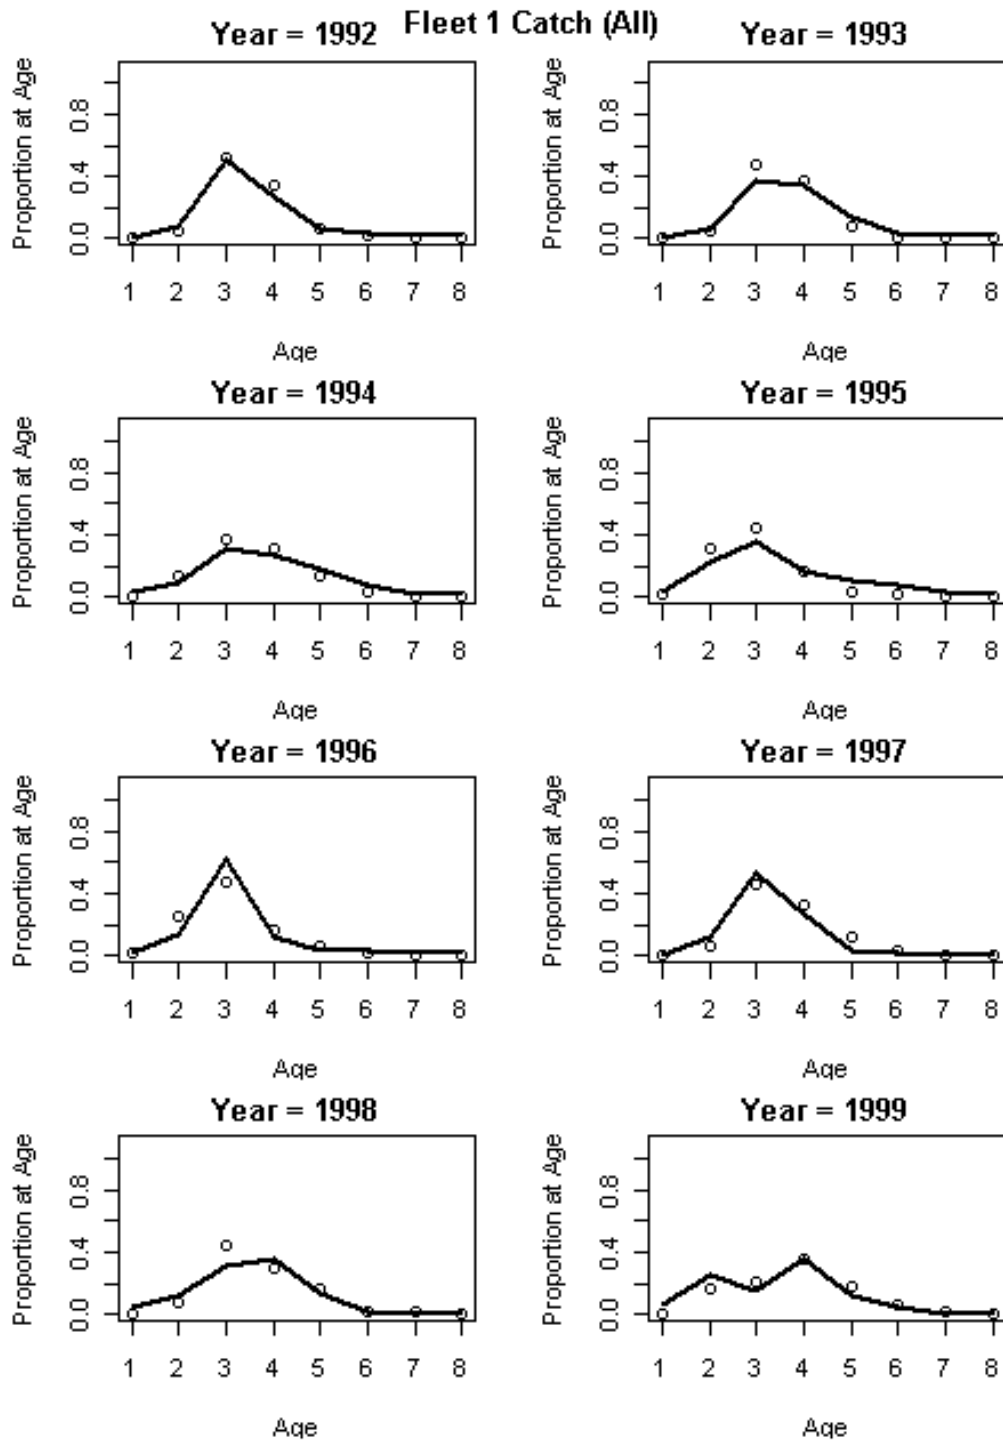 Fleet 1 Catch (All)
Year = 1992
Proportion at Age
0.0 0.4 0.8
1 2 3 4 5 6 7 8
Age
Year = 1993
Proportion at Age
0.0 0.4 0.8
1 2 3 4 5 6 7 8
Age
Year = 1994
Proportion at Age
0.0 0.4 0.8
1 2 3 4 5 6 7 8
Age
Year = 1995
Proportion at Age
0.0 0.4 0.8
1 2 3 4 5 6 7 8
Age
Year = 1996
Proportion at Age
0.0 0.4 0.8
1 2 3 4 5 6 7 8
Age
Year = 1997
Proportion at Age
0.0 0.4 0.8
1 2 3 4 5 6 7 8
Age
Year = 1998
Proportion at Age
0.0 0.4 0.8
1 2 3 4 5 6 7 8
Age
Year = 1999
Proportion at Age
0.0 0.4 0.8
1 2 3 4 5 6 7 8
Age